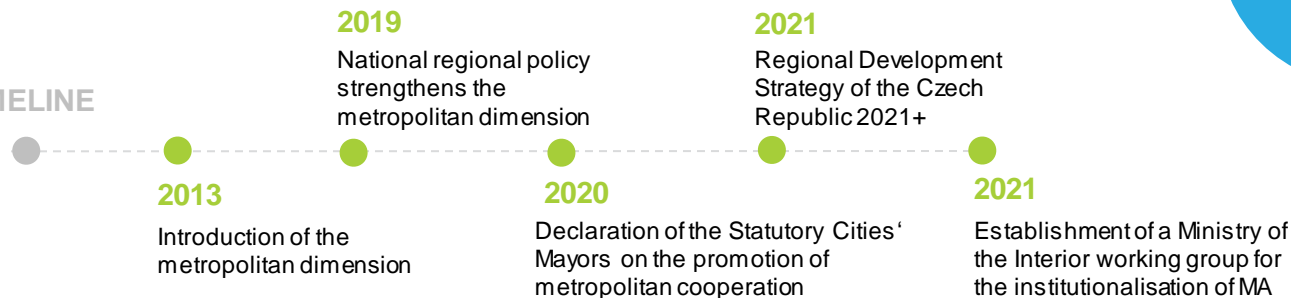 2019
National regional policy
strengthens the
metropolitan dimension
2021
Regional Development
Strategy of the Czech
Republic 2021+
2013
Introduction of the
metropolitan dimension
2020
Declaration of the Statutory Cities‘
Mayors on the promotion of
metropolitan cooperation
2021
Establishment of a Ministry of
the Interior working group for
the institutionalisation of MA